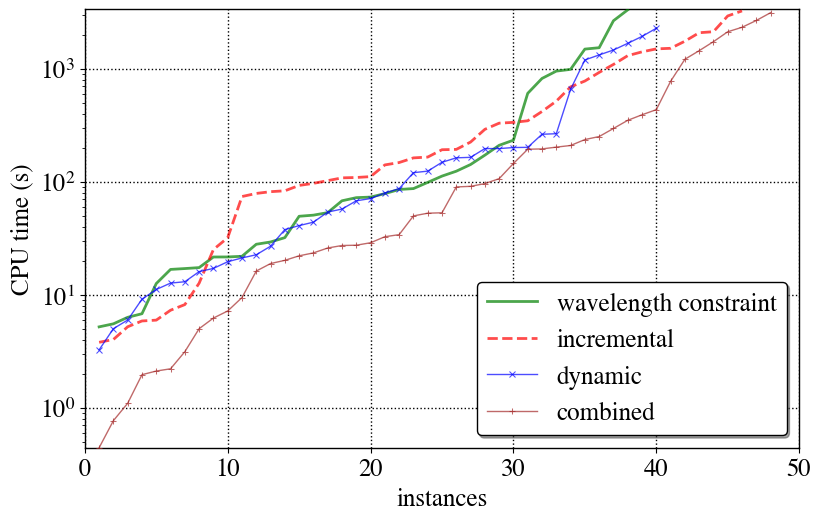 CPU time (s)
10³
10²
10¹
10⁰
wavelength constraint
incremental
dynamic
combined
0 10 20 30 40 50
instances